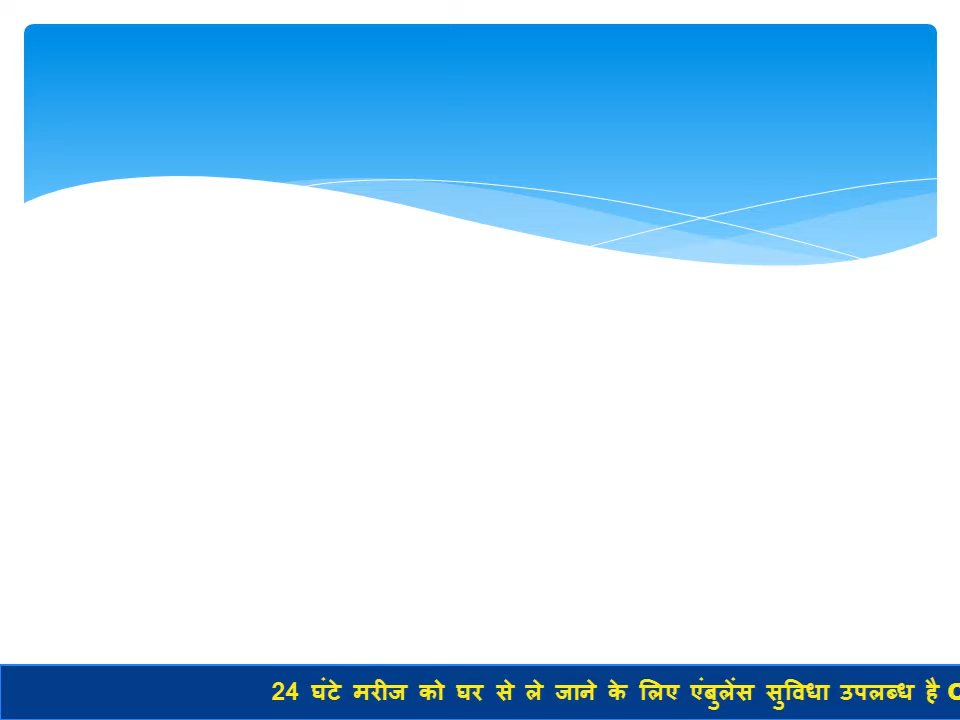 24 घंटे मरीज को घर से ले जाने के लिए एंबुलेंस सुविधा उपलब्ध है